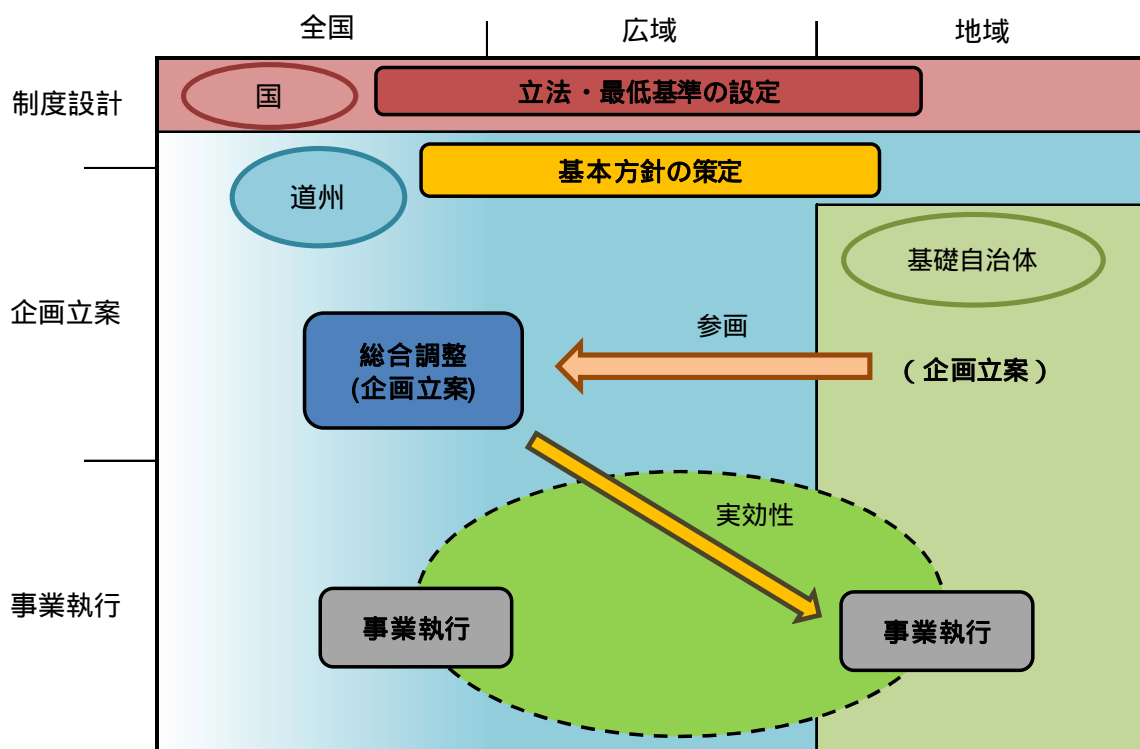 全国
広域
地域
制度設計
国
立法・最低基準の設定
基本方針の策定
道州
基礎自治体
企画立案
参画
総合調整
(企画立案)
(企画立案)
実効性
事業執行
事業執行
事業執行